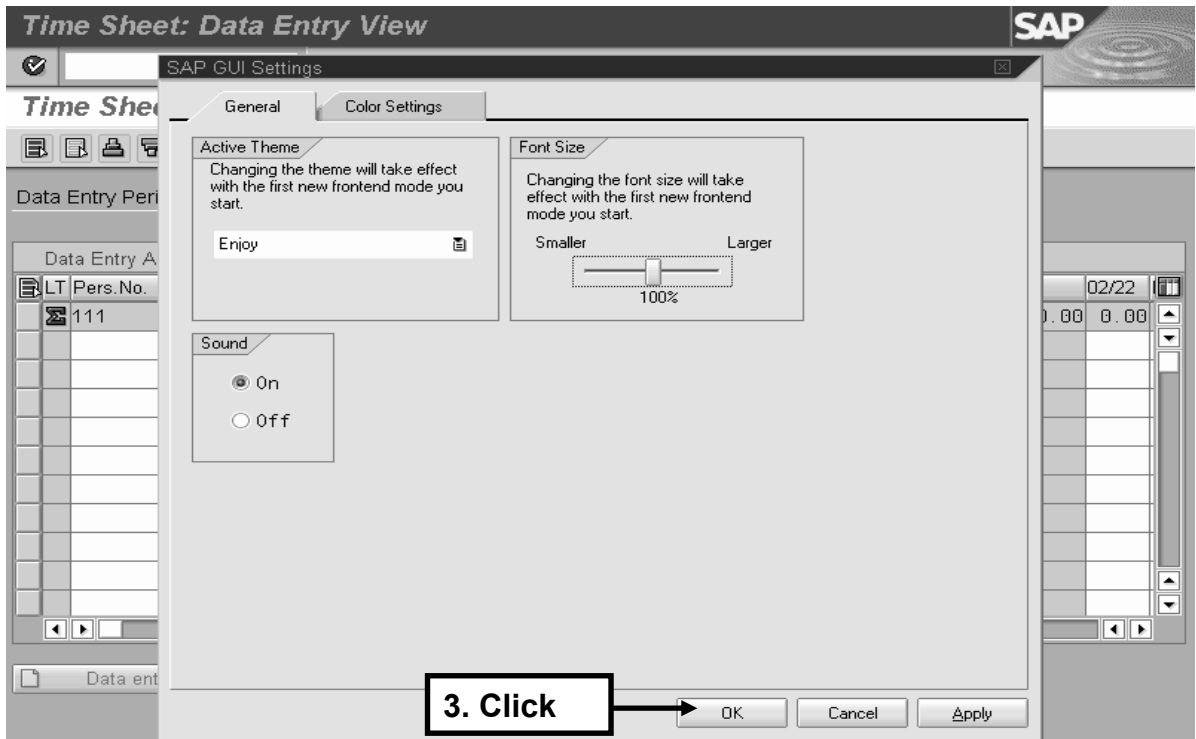 Time Sheet: Data Entry View
SAP
SAP GUI Settings
Time Shee
General
Color Settings
Active Theme
Changing the theme will take effect
with the first new frontend mode you
start.
Enjoy
Font Size
Changing the font size will take
effect with the first new frontend
mode you start.
Smaller Larger
100%
Data Entry Peri
Data Entry A
LT Pers.No.
02/22
111
0.00 0.00
Sound
On
Off
Data ent
3. Click
OK
Cancel
Apply